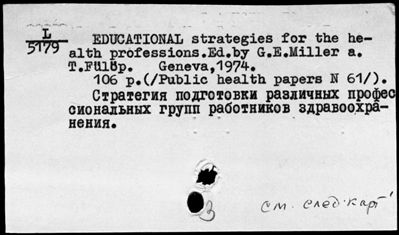 L
5179
EDUCATIONAL strategies for the he-
alth professions.Ed.by G.E.Miller a.
T.Fülöp. Geneva,1974.
106 p.(/Public health papers N 61/).
Стратегия подготовки различных профес
сиональных групп работников здравоохра-
нения.
3
см. след. карт.